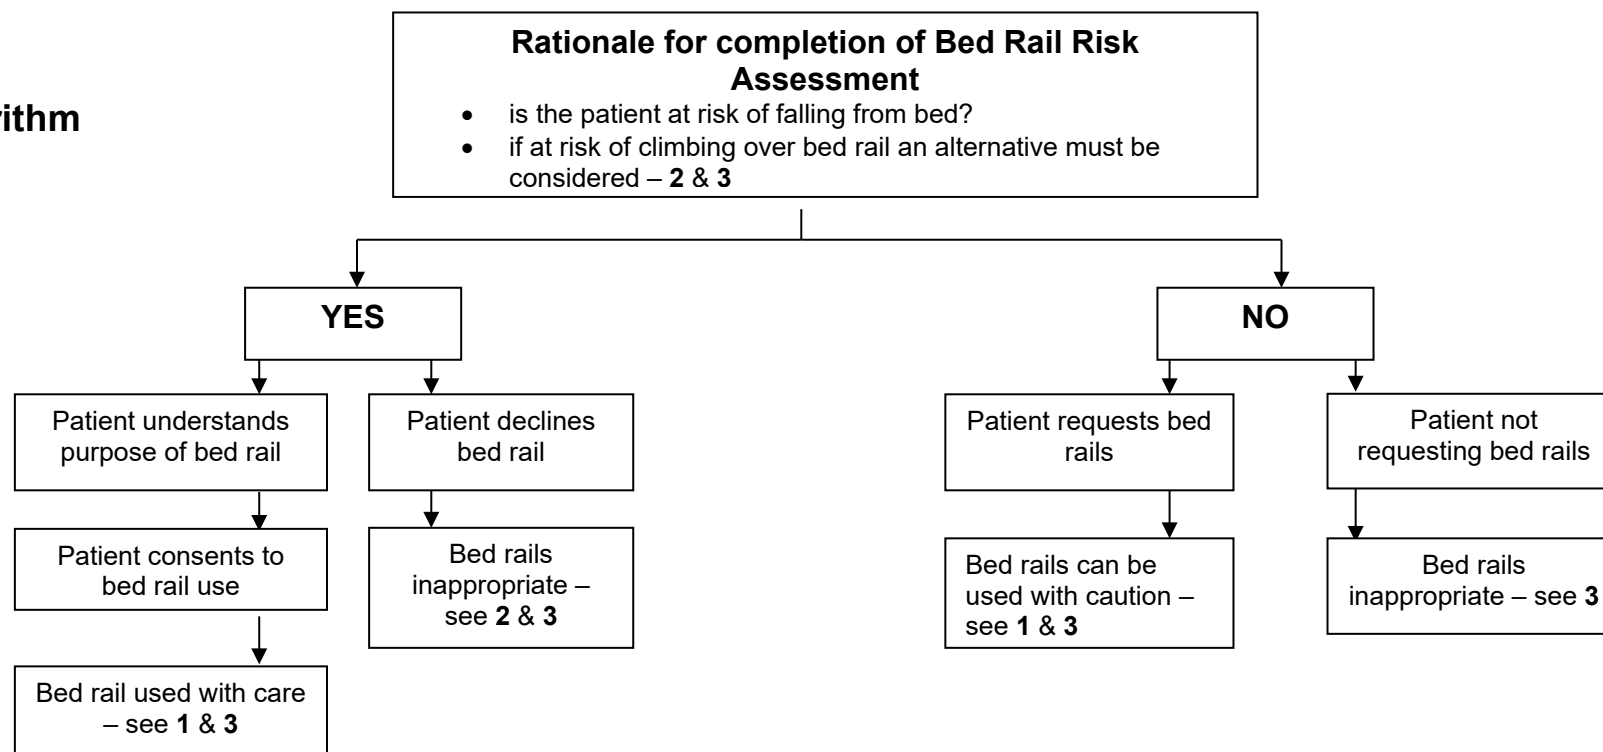 Rationale for completion of Bed Rail Risk
Assessment
• is the patient at risk of falling from bed?
• if at risk of climbing over bed rail an alternative must be
considered – 2 & 3
rithm
YES
NO
Patient understands
purpose of bed rail
Patient declines
bed rail
Patient requests bed
rails
Patient not
requesting bed rails
Patient consents to
bed rail use
Bed rails
inappropriate –
see 2 & 3
Bed rails can be
used with caution –
see 1 & 3
Bed rails
inappropriate – see 3
Bed rail used with care
– see 1 & 3